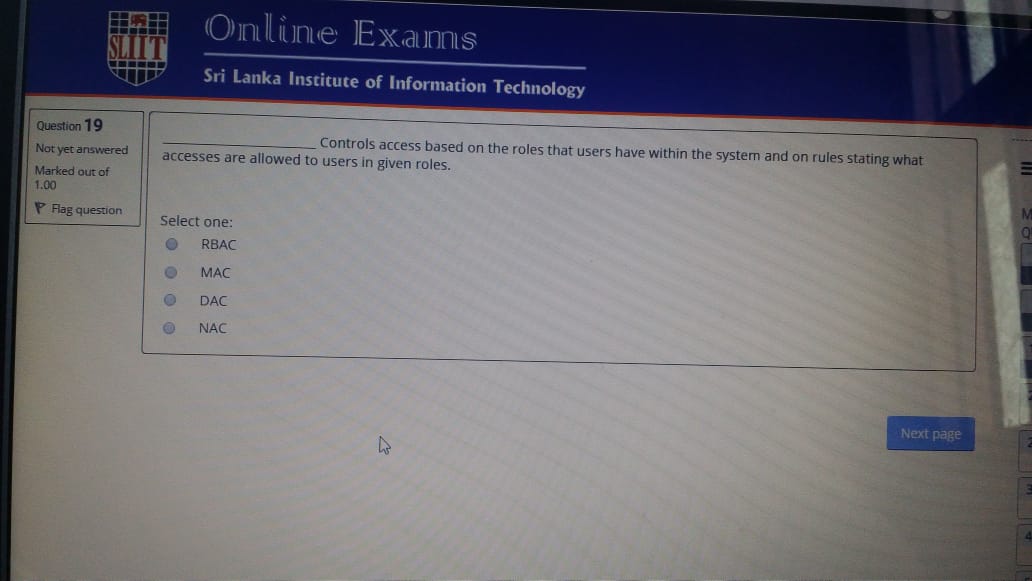 SLIIT
Online Exams
Sri Lanka Institute of Information Technology
Question 19
Not yet answered
Marked out of
1.00
Flag question
____________________ Controls access based on the roles that users have within the system and on rules stating what
accesses are allowed to users in given roles.
Select one:
RBAC
MAC
DAC
NAC
Next page